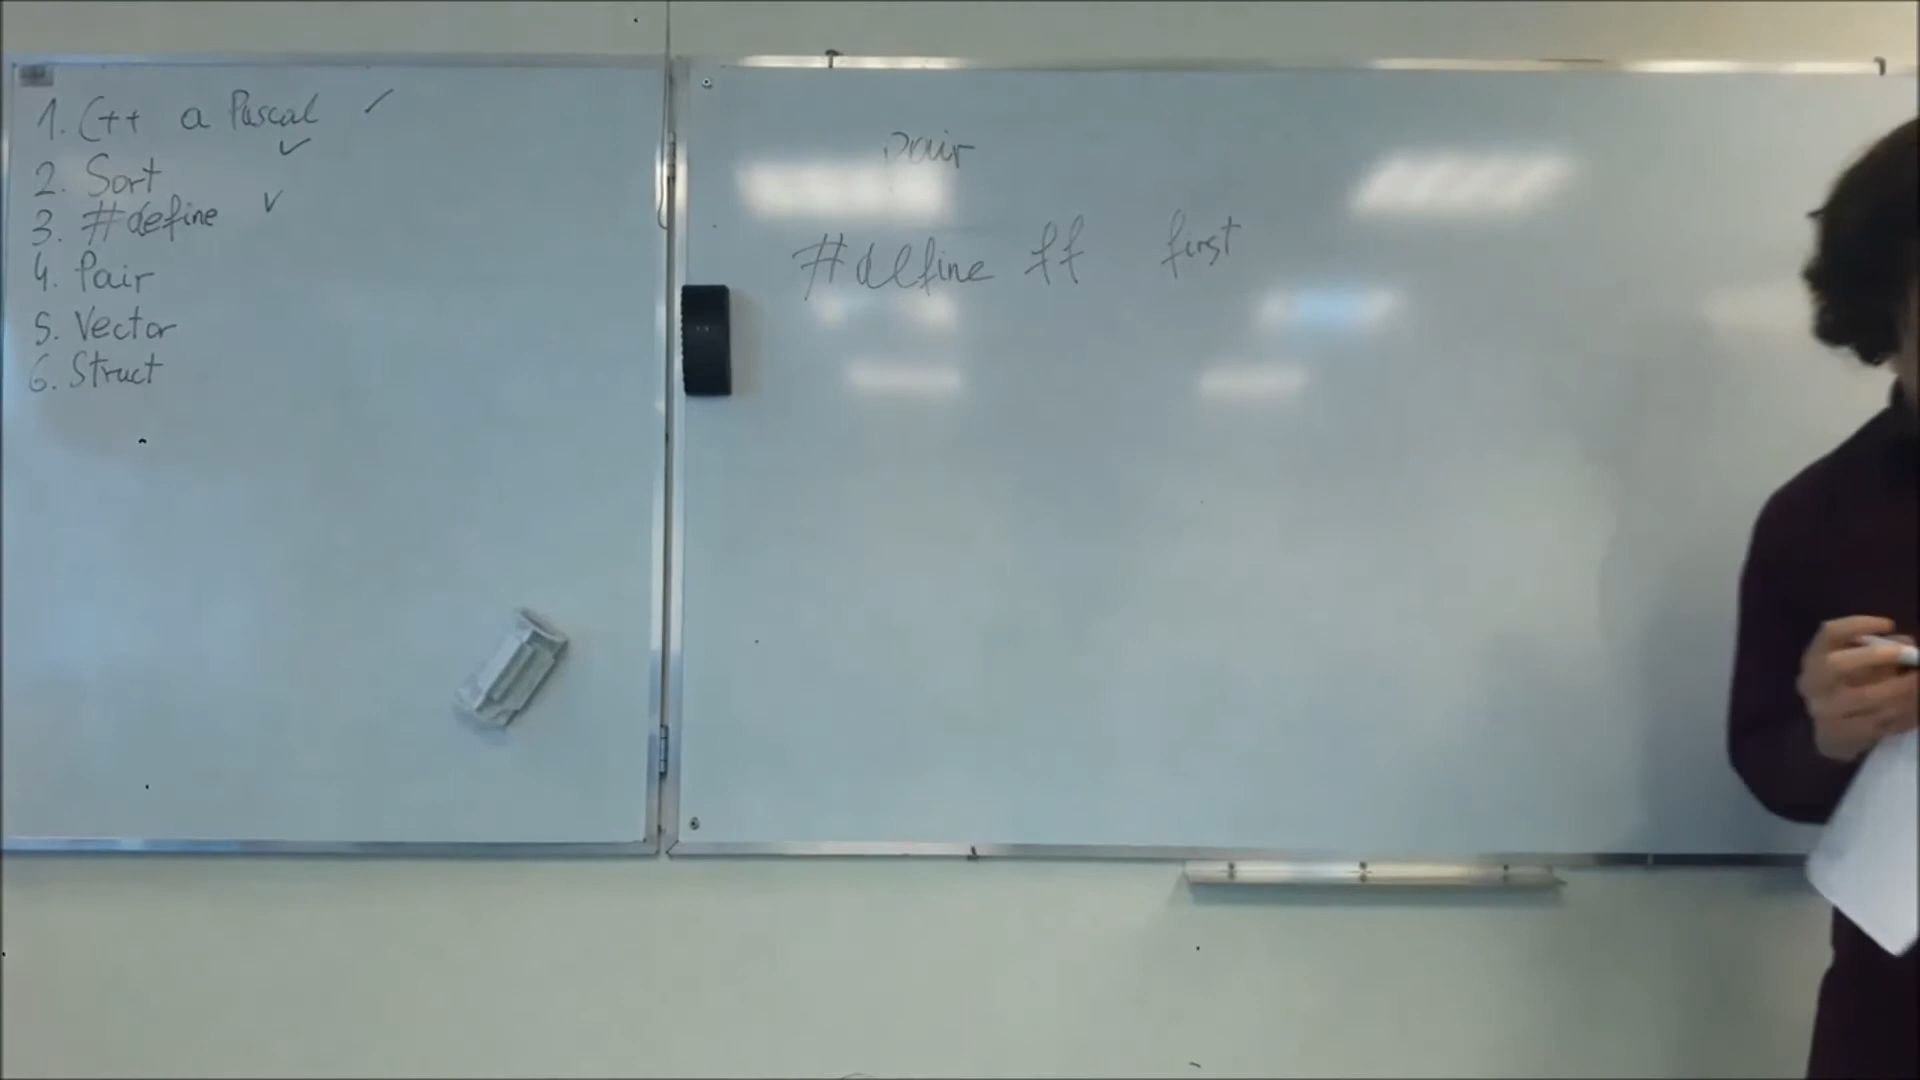 1. C++ a Pascal ✓
2. Sort ✓
3. #define ✓
4. Pair
5. Vector
6. Struct
pair
#define ff first